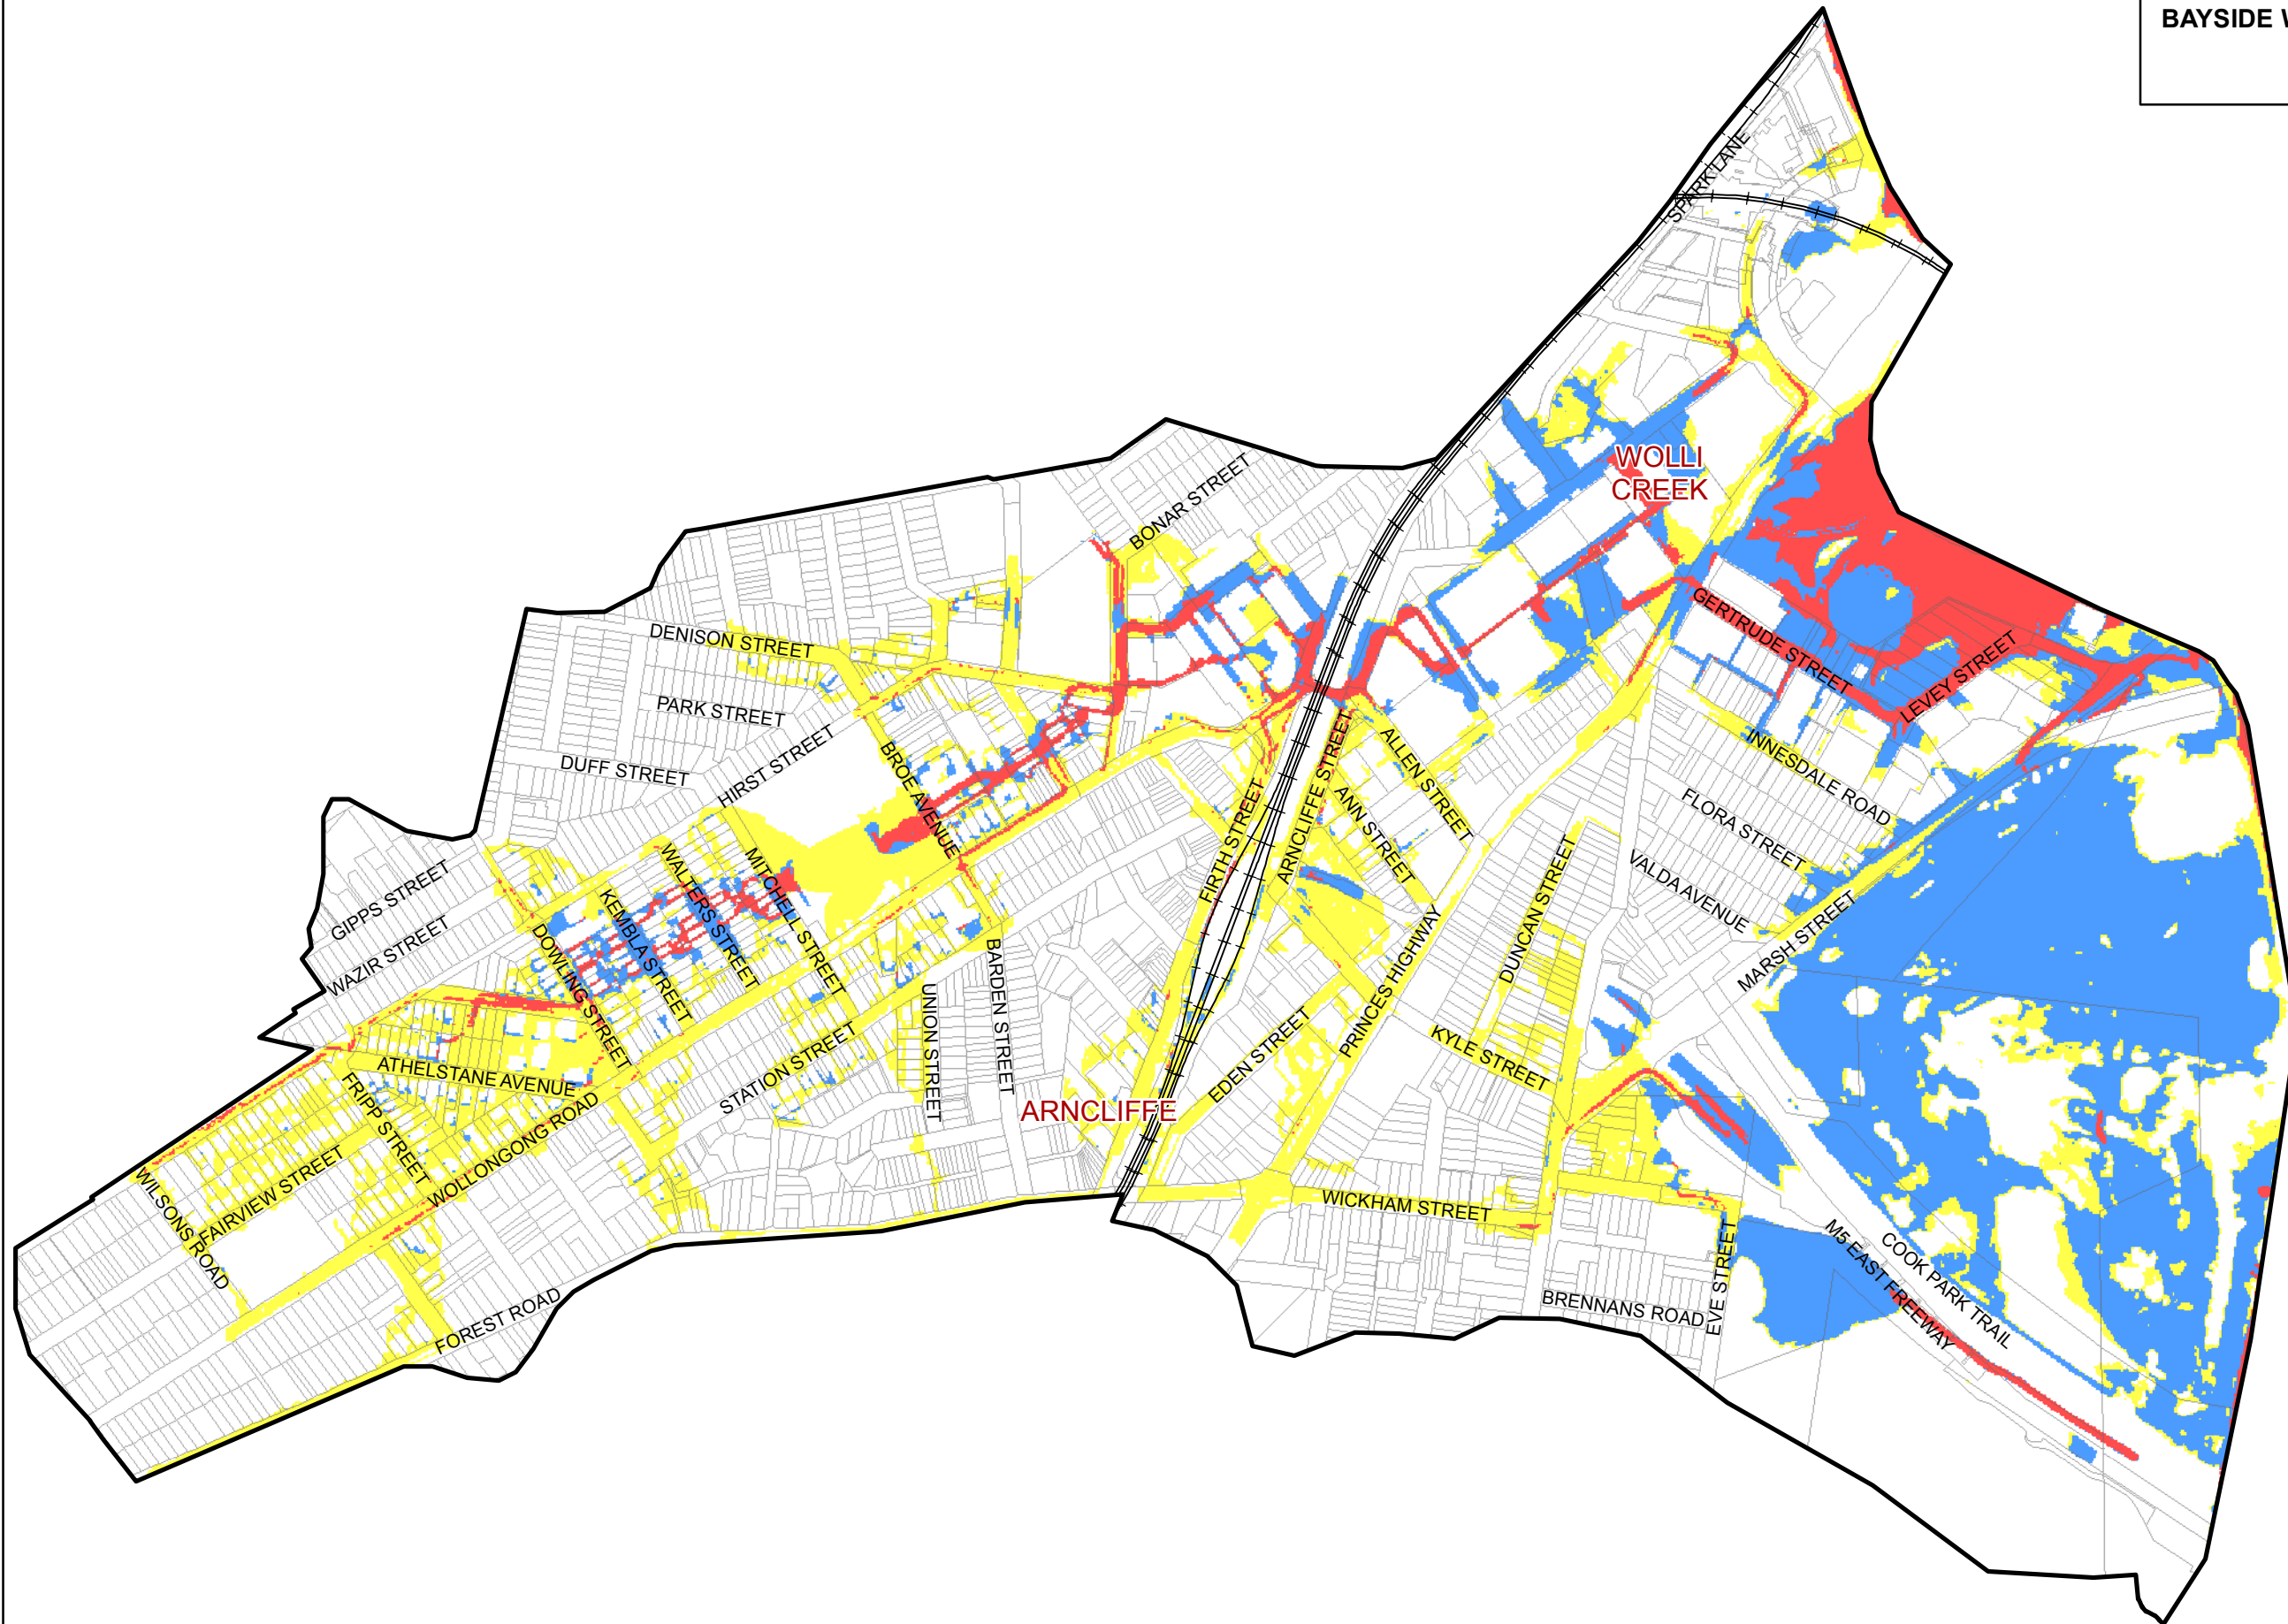 BAYSIDE W
SPARK LANE
WOLLI
CREEK
BONAR STREET
GERTRUDE STREET
LEVEY STREET
DENISON STREET
PARK STREET
DUFF STREET
HIRST STREET
BROE AVENUE
ALLEN STREET
ANN STREET
ARNCLIFFE STREET
FIRTH STREET
INNESDALE ROAD
FLORA STREET
VALDA AVENUE
MARSH STREET
DUNCAN STREET
PRINCES HIGHWAY
KYLE STREET
EDEN STREET
GIPPS STREET
WAZIR STREET
WALTERS STREET
MITCHELL STREET
KEMBLA STREET
DOWLING STREET
BARDEN STREET
UNION STREET
STATION STREET
ATHELSTANE AVENUE
FRIPP STREET
ARNCLIFFE
WOLLONGONG ROAD
WILSONS ROAD
FAIRVIEW STREET
FOREST ROAD
WICKHAM STREET
BRENNANS ROAD
EVE STREET
M5 EAST FREEWAY
COOK PARK TRAIL